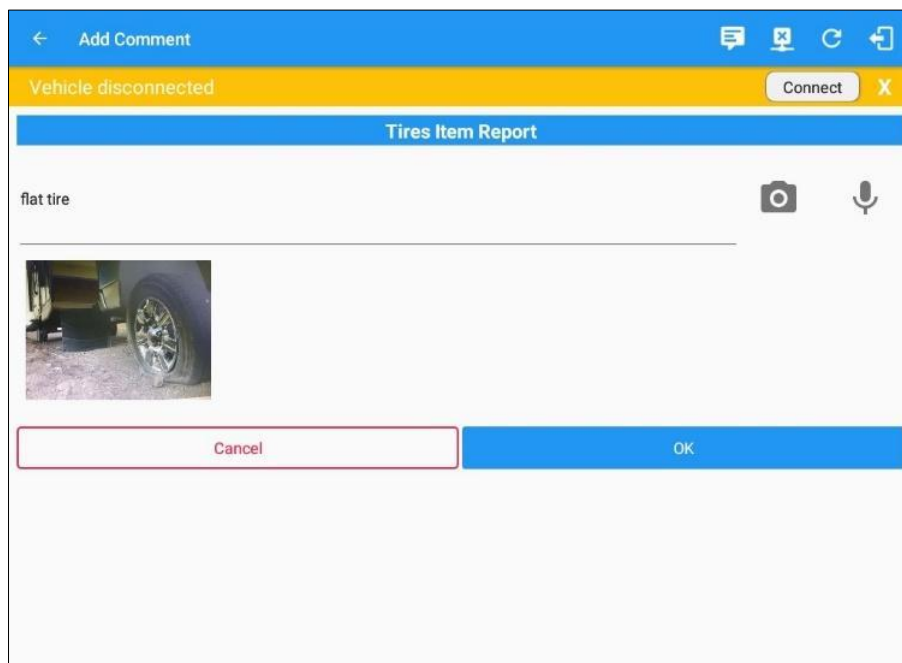 Add Comment
Vehicle disconnected
Connect
X
Tires Item Report
flat tire
Cancel
OK